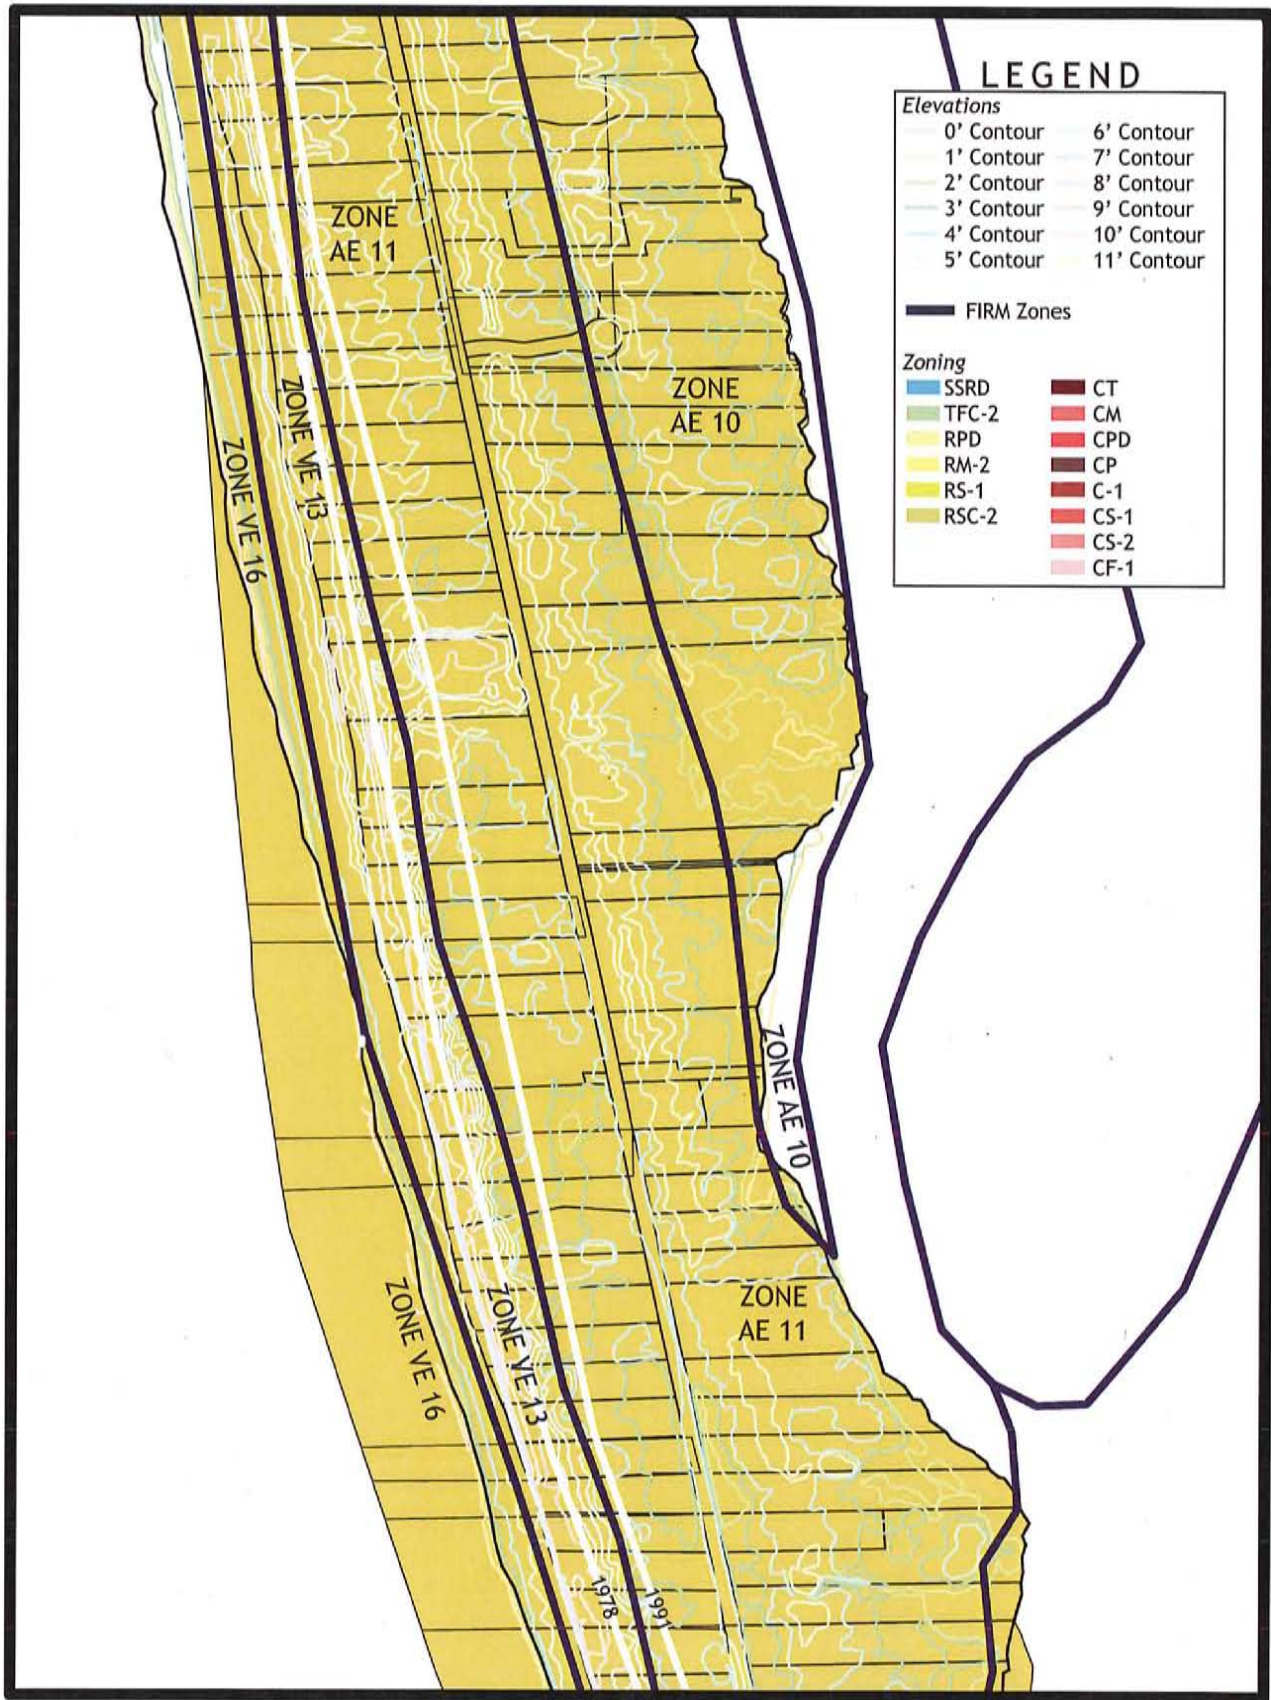 LEGEND
Elevations
0' Contour
1' Contour
2' Contour
3' Contour
4' Contour
5' Contour
6' Contour
7' Contour
8' Contour
9' Contour
10' Contour
11' Contour
FIRM Zones
Zoning
SSRD
TFC-2
RPD
RM-2
RS-1
RSC-2
CT
CM
CPD
CP
C-1
CS-1
CS-2
CF-1
ZONE
AE 11
ZONE VE 13
ZONE VE 16
ZONE
AE 10
ZONE AE 10
ZONE VE 16
ZONE VE 13
ZONE
AE 11
1978
1991